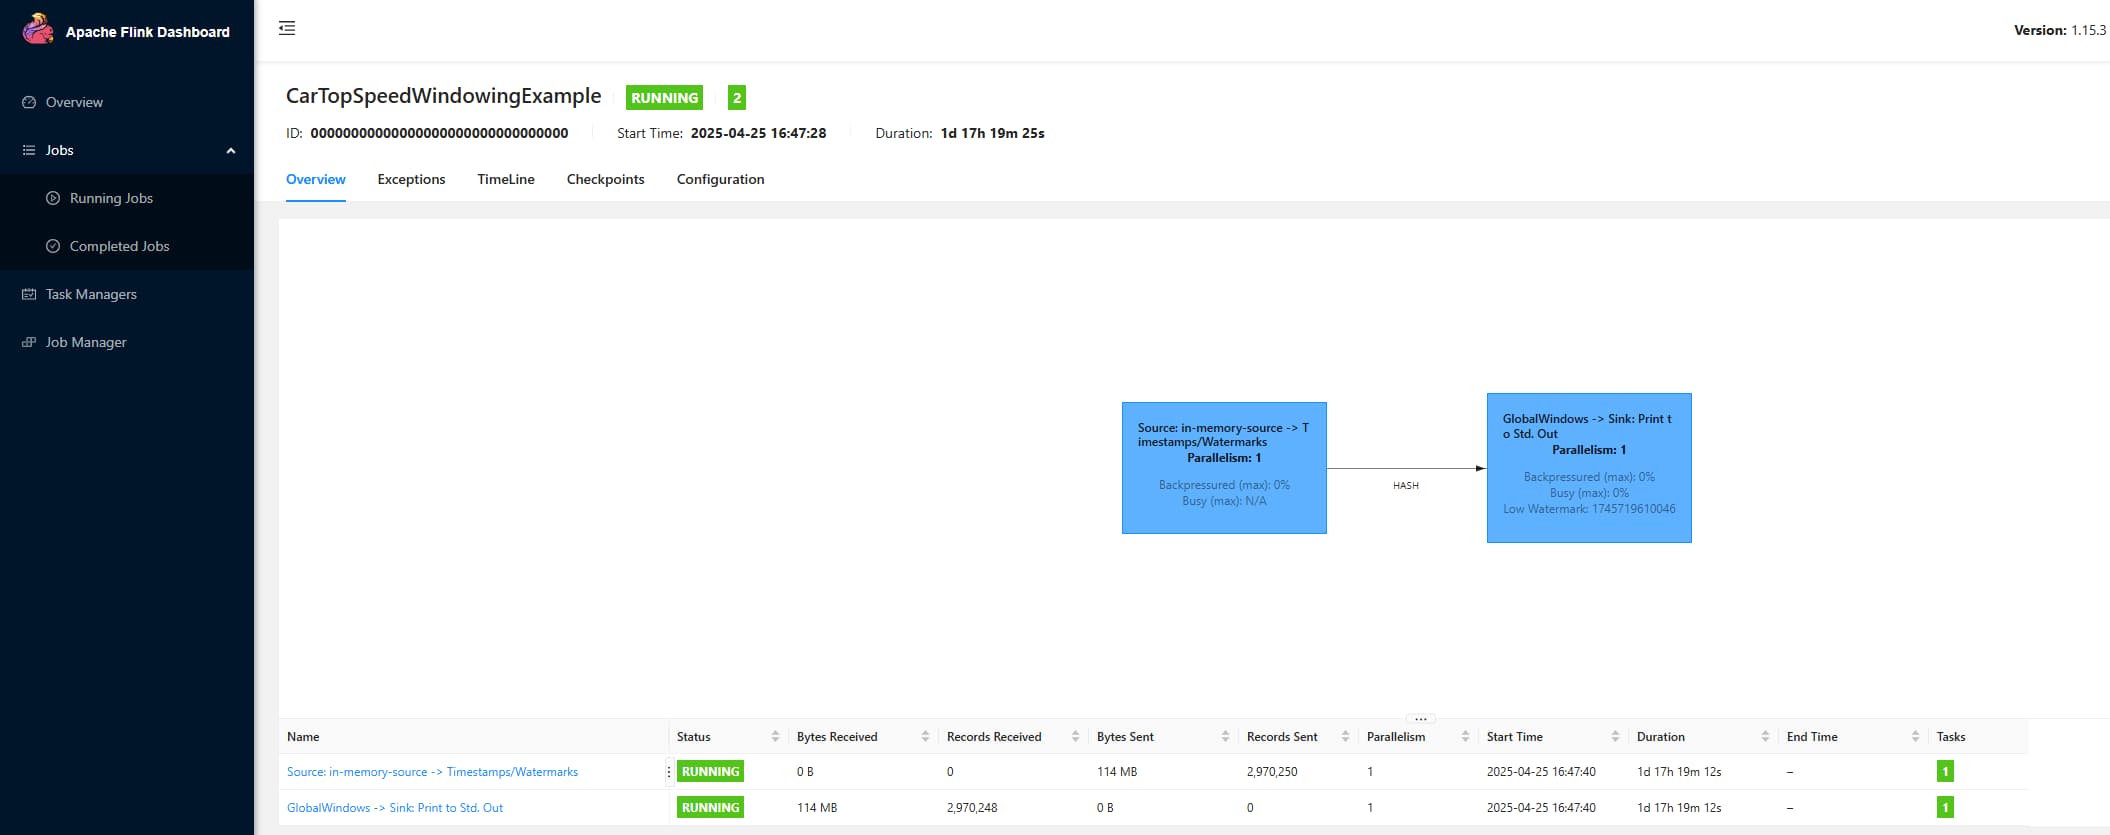 Apache Flink Dashboard
Version: 1.15.3
Overview
Jobs
Running Jobs
Completed Jobs
Task Managers
Job Manager
CarTopSpeedWindowingExample RUNNING 2
ID: 00000000000000000000000000000000 Start Time: 2025-04-25 16:47:28 Duration: 1d 17h 19m 25s
Overview Exceptions TimeLine Checkpoints Configuration
Source: in-memory-source -> T
imestamps/Watermarks
Parallelism: 1
Backpressured (max): 0%
Busy (max): N/A
HASH
GlobalWindows -> Sink: Print t
o Std. Out
Parallelism: 1
Backpressured (max): 0%
Busy (max): 0%
Low Watermark: 1745719610046
Name Status Bytes Received Records Received Bytes Sent Records Sent Parallelism Start Time Duration End Time Tasks
Source: in-memory-source -> Timestamps/Watermarks RUNNING 0 B 0 114 MB 2,970,250 1 2025-04-25 16:47:40 1d 17h 19m 12s – 1
GlobalWindows -> Sink: Print to Std. Out RUNNING 114 MB 2,970,248 0 B 0 1 2025-04-25 16:47:40 1d 17h 19m 12s – 1